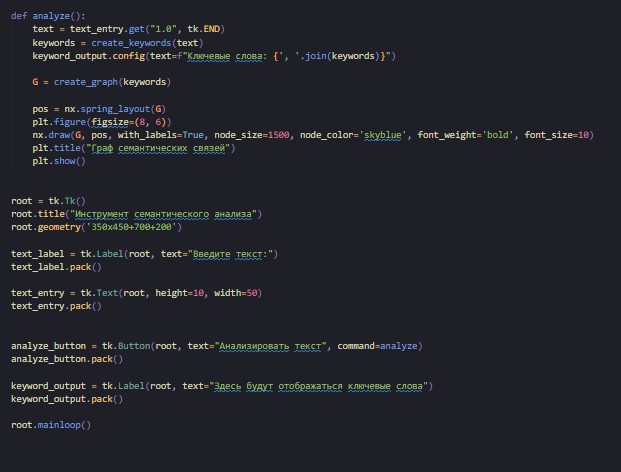 def analyze():
    text = text_entry.get("1.0", tk.END)
    keywords = create_keywords(text)
    keyword_output.config(text=f"Ключевые слова: {', '.join(keywords)}")

    G = create_graph(keywords)

    pos = nx.spring_layout(G)
    plt.figure(figsize=(8, 6))
    nx.draw(G, pos, with_labels=True, node_size=1500, node_color='skyblue', font_weight='bold', font_size=10)
    plt.title("Граф семантических связей")
    plt.show()


root = tk.Tk()
root.title("Инструмент семантического анализа")
root.geometry('350x450+700+200')

text_label = tk.Label(root, text="Введите текст:")
text_label.pack()

text_entry = tk.Text(root, height=10, width=50)
text_entry.pack()


analyze_button = tk.Button(root, text="Анализировать текст", command=analyze)
analyze_button.pack()

keyword_output = tk.Label(root, text="Здесь будут отображаться ключевые слова")
keyword_output.pack()

root.mainloop()